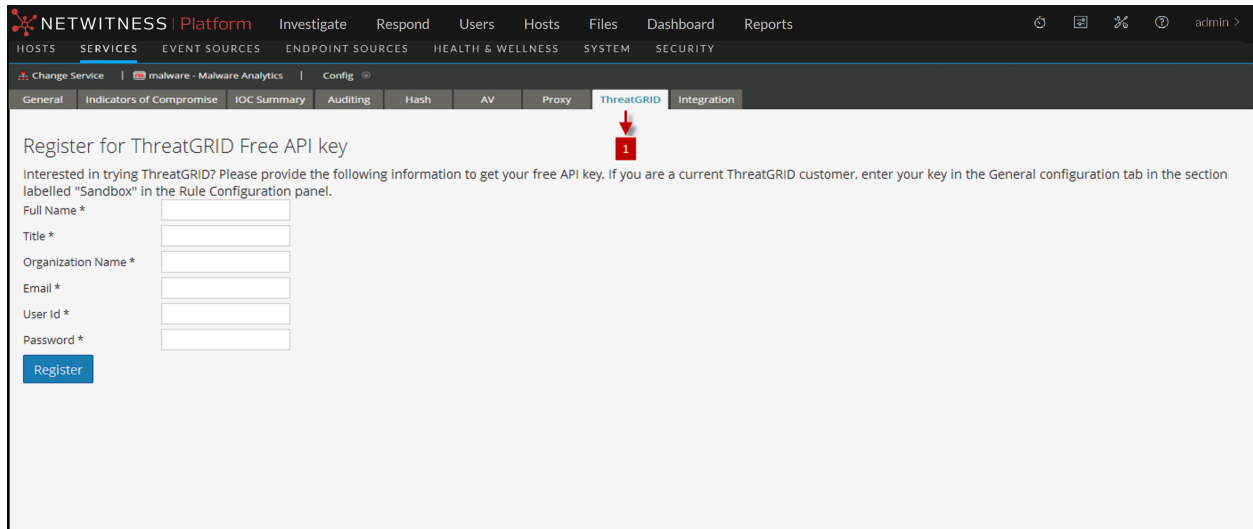 NETWITNESS | Platform Investigate Respond Users Hosts Files Dashboard Reports admin >
HOSTS SERVICES EVENT SOURCES ENDPOINT SOURCES HEALTH & WELLNESS SYSTEM SECURITY
Change Service | malware - Malware Analytics | Config
General Indicators of Compromise IOC Summary Auditing Hash AV Proxy ThreatGRID Integration
1
Register for ThreatGRID Free API key
Interested in trying ThreatGRID? Please provide the following information to get your free API key. If you are a current ThreatGRID customer, enter your key in the General configuration tab in the section
labelled "Sandbox" in the Rule Configuration panel.
Full Name *
Title *
Organization Name *
Email *
User Id *
Password *
Register